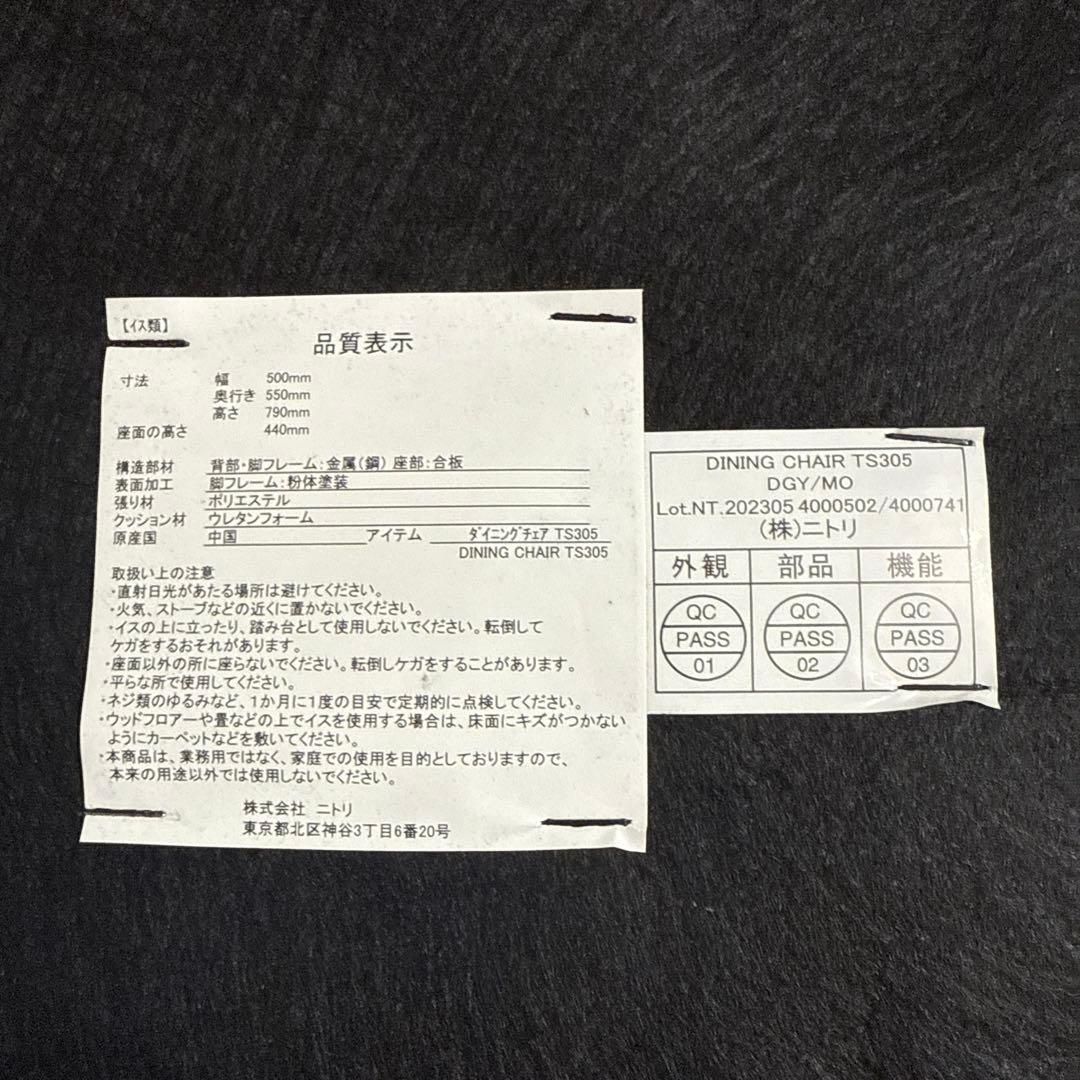 【イス類】
品質表示
寸法 幅 500mm
奥行き 550mm
高さ 790mm
座面の高さ 440mm
構造部材 背部・脚フレーム:金属(鋼) 座部:合板
表面加工 脚フレーム:粉体塗装
張り材 ポリエステル
クッション材 ウレタンフォーム
原産国 中国 アイテム ダイニングチェア TS305
DINING CHAIR TS305
取扱い上の注意
・直射日光があたる場所は避けてください。
・火気、ストーブなどの近くに置かないでください。
・イスの上に立ったり、踏み台として使用しないでください。転倒して
ケガをするおそれがあります。
・座面以外の所に座らないでください。転倒しケガをすることがあります。
・平らな所で使用してください。
・ネジ類のゆるみなど、1か月に1度の目安で定期的に点検してください。
・ウッドフロアーや畳などの上でイスを使用する場合は、床面にキズがつかない
ようにカーペットなどを敷いてください。
・本商品は、業務用ではなく、家庭での使用を目的としておりますので、
本来の用途以外では使用しないでください。
株式会社 ニトリ
東京都北区神谷3丁目6番20号
DINING CHAIR TS305
DGY/MO
Lot.NT.202305 4000502/4000741
(株)ニトリ
外観 部品 機能
QC QC QC
PASS PASS PASS
01 02 03